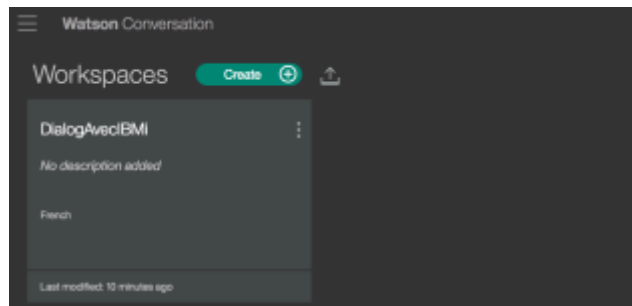 Watson Conversation
Workspaces
Create
DialogAvecIBMi
No description added
French
Last modified: 10 minutes ago